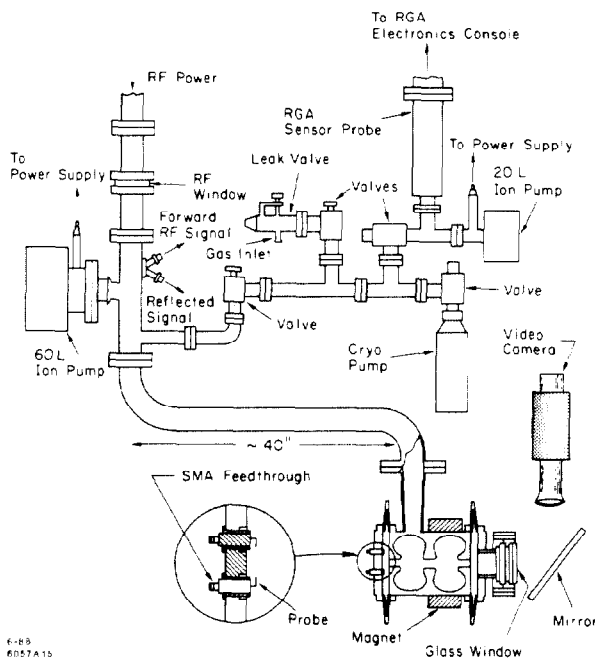 To RGA
Electronics Console
RF Power
RGA
Sensor Probe
To Power Supply
20 L
Ion Pump
To
Power Supply
RF
Window
Leak Valve
Valves
Forward
RF Signal
Gas Inlet
Reflected
Signal
Valve
Valve
60L
Ion Pump
Cryo
Pump
Video
Camera
~ 40"
SMA Feedthrough
Probe
Magnet
Glass Window
Mirror
6-88
6057A15